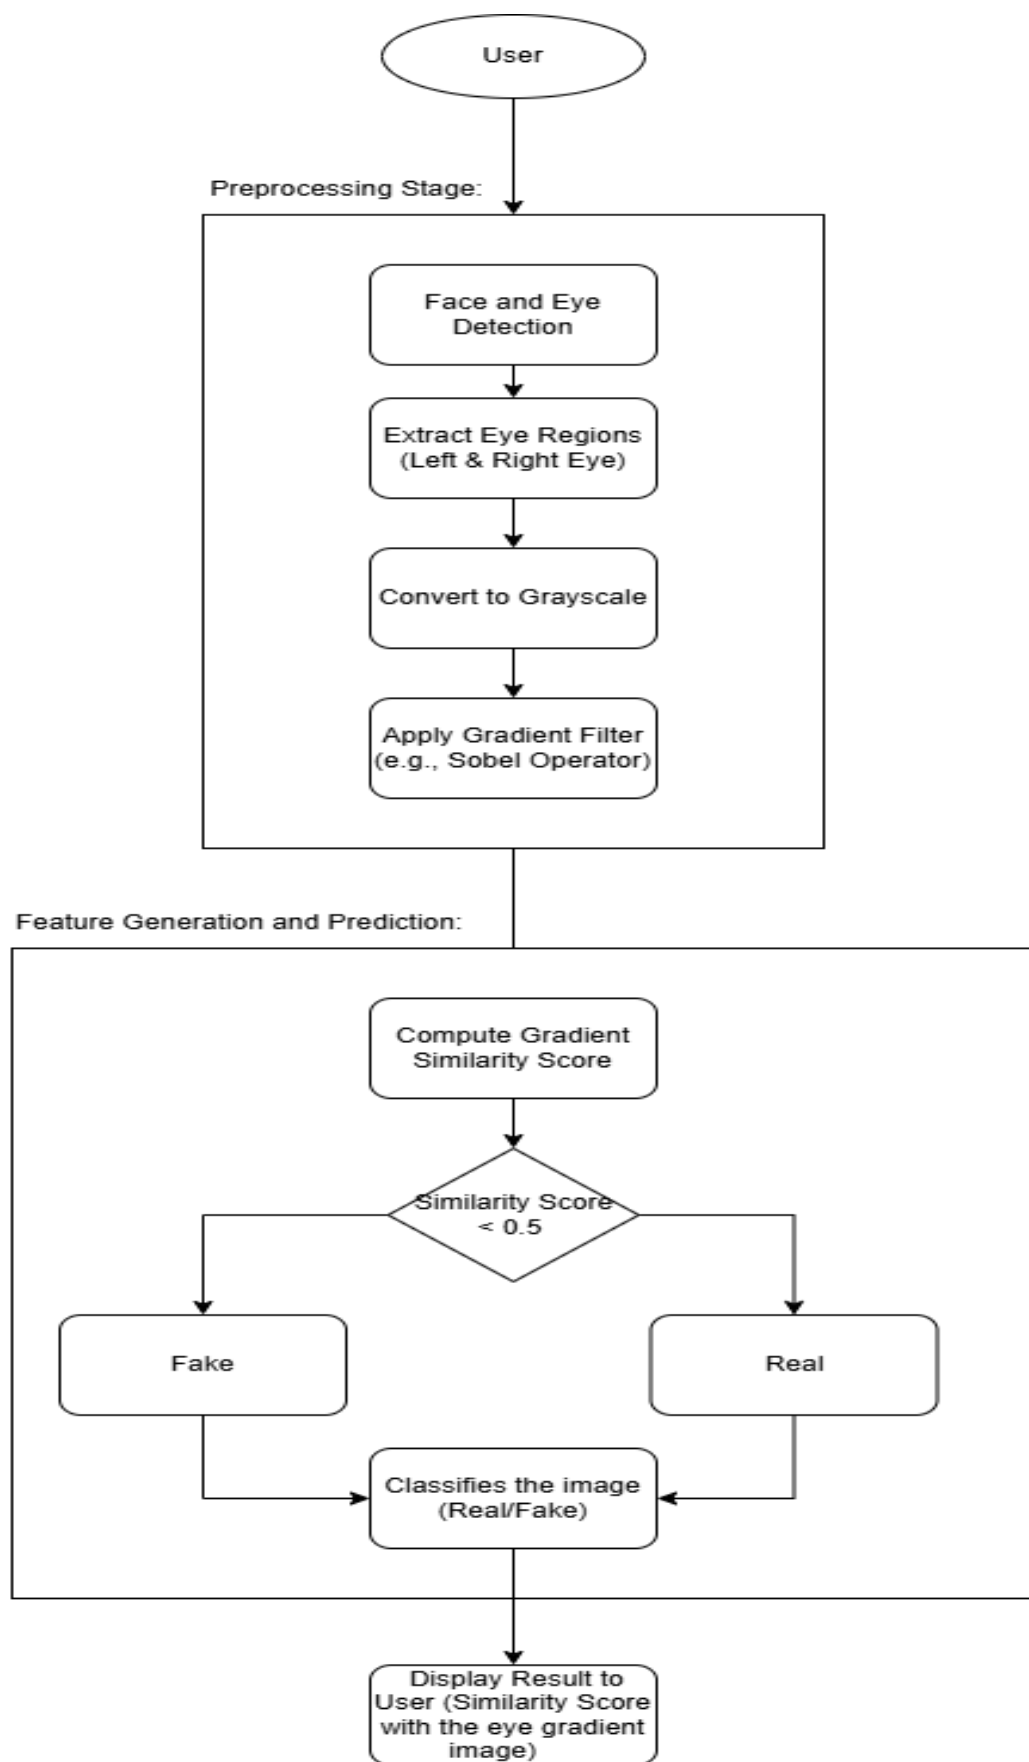 User
Preprocessing Stage:
Face and Eye
Detection
Extract Eye Regions
(Left & Right Eye)
Convert to Grayscale
Apply Gradient Filter
(e.g., Sobel Operator)
Feature Generation and Prediction:
Compute Gradient
Similarity Score
Similarity Score
< 0.5
Fake
Real
Classifies the image
(Real/Fake)
Display Result to
User (Similarity Score
with the eye gradient
image)